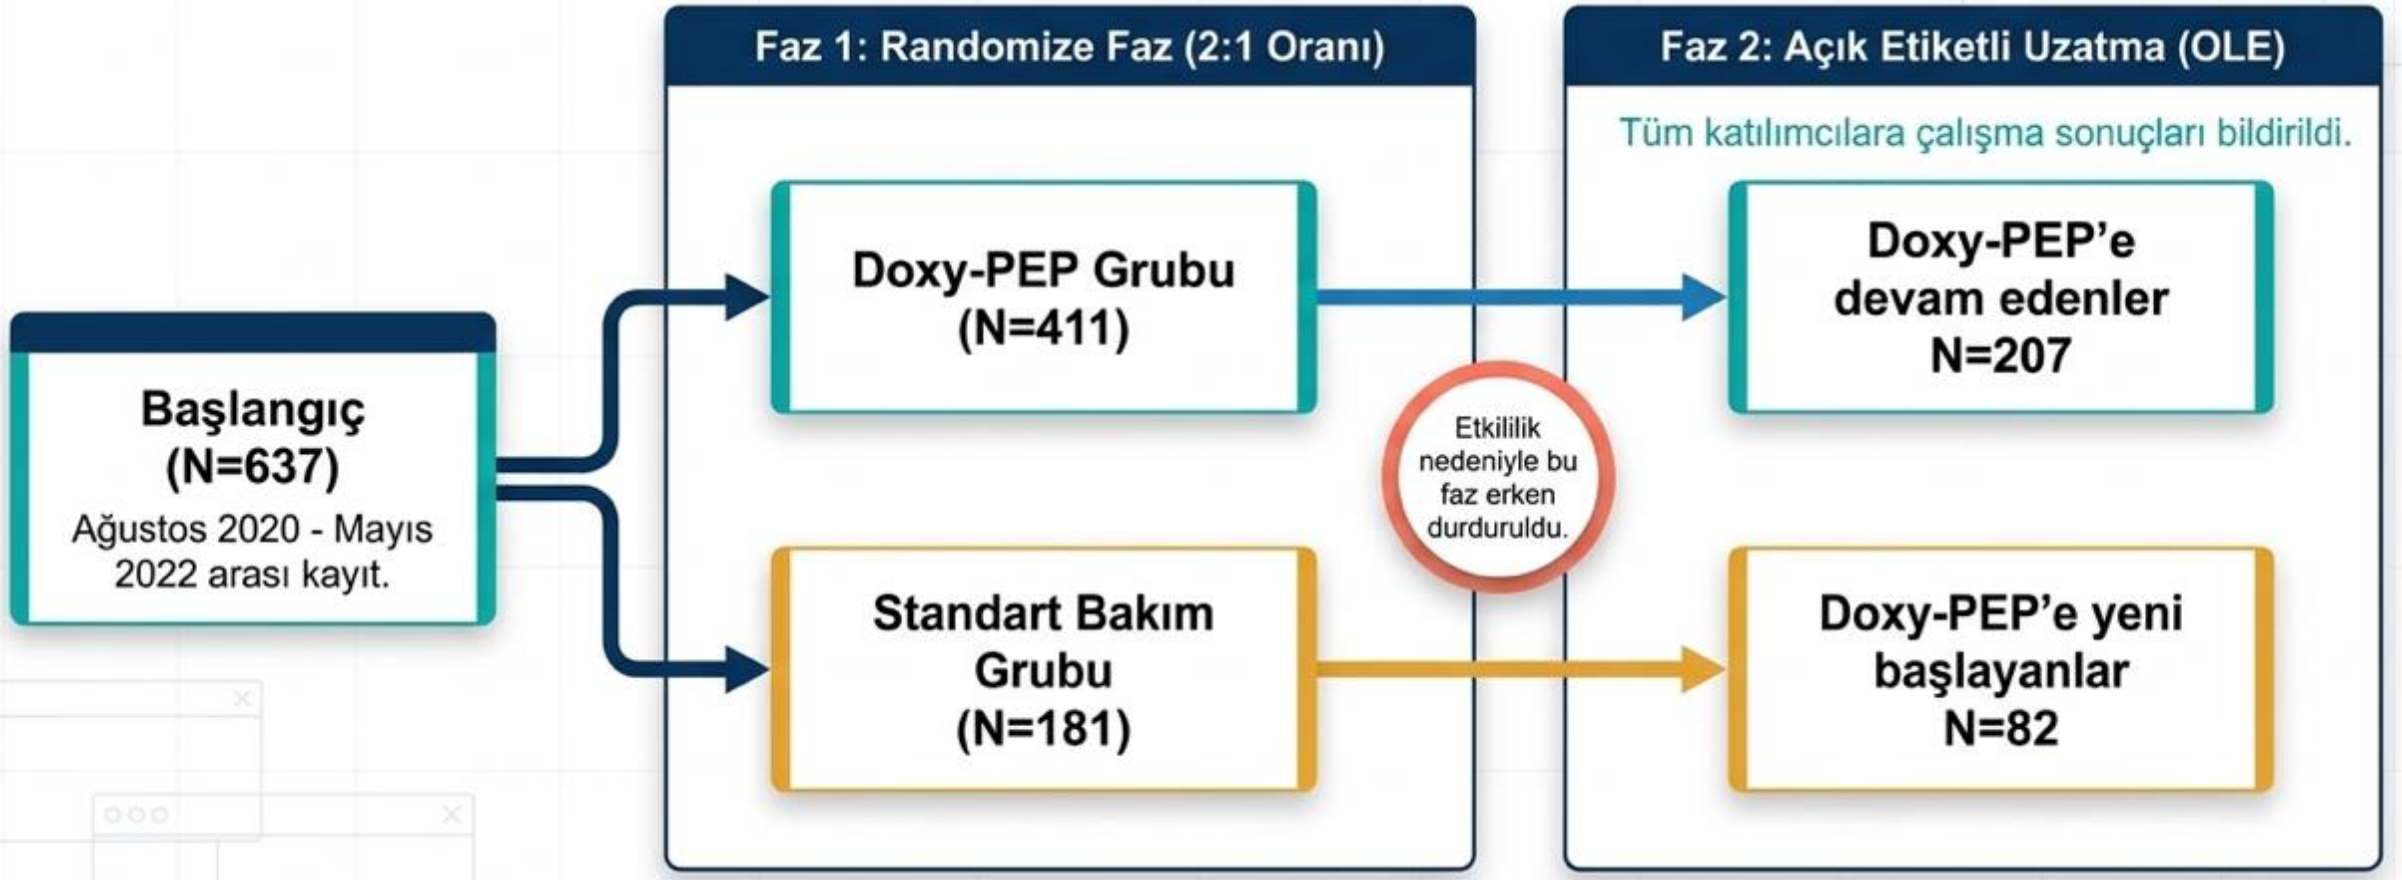 Faz 1: Randomize Faz (2:1 Oranı)
Faz 2: Açık Etiketli Uzatma (OLE)
Tüm katılımcılara çalışma sonuçları bildirildi.
Başlangıç
(N=637)
Ağustos 2020 - Mayıs
2022 arası kayıt.
Doxy-PEP Grubu
(N=411)
Standart Bakım
Grubu
(N=181)
Etkililik
nedeniyle bu
faz erken
durduruldu.
Doxy-PEP’e
devam edenler
N=207
Doxy-PEP’e yeni
başlayanlar
N=82